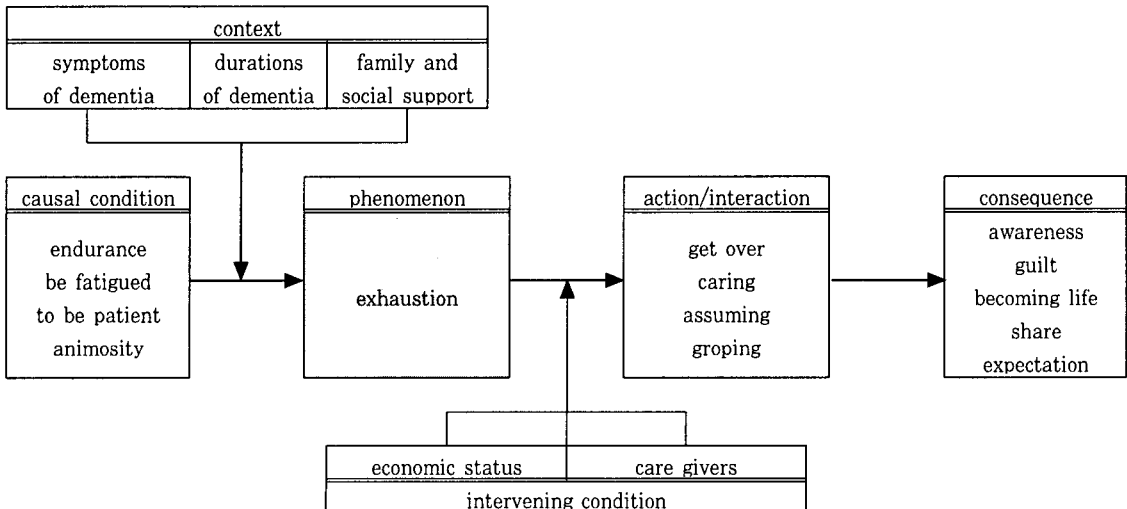 context
symptoms
of dementia
durations
of dementia
family and
social support
causal condition
endurance
be fatigued
to be patient
animosity
phenomenon
exhaustion
action/interaction
get over
caring
assuming
groping
consequence
awareness
guilt
becoming life
share
expectation
economic status
care givers
intervening condition